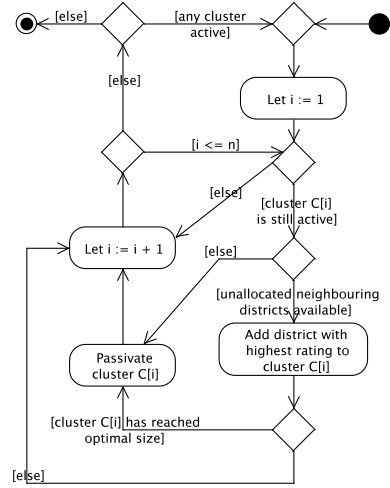 [else]
[any cluster
active]
Let i := 1
[else]
[i <= n]
[else]
[cluster C[i]
is still active]
Let i := i + 1
[else]
[unallocated neighbouring
districts available]
Add district with
highest rating to
cluster C[i]
Passivate
cluster C[i]
[cluster C[i] has reached
optimal size]
[else]